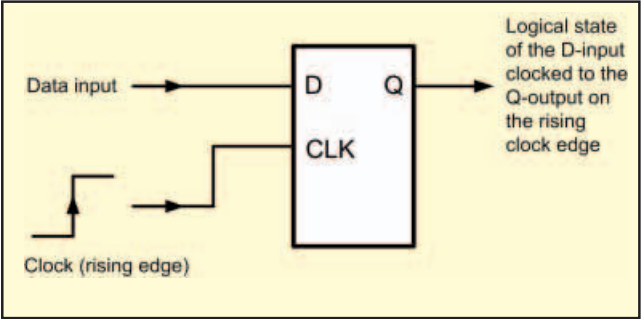 Data input
D
Q
CLK
Clock (rising edge)
Logical state
of the D-input
clocked to the
Q-output on
the rising
clock edge